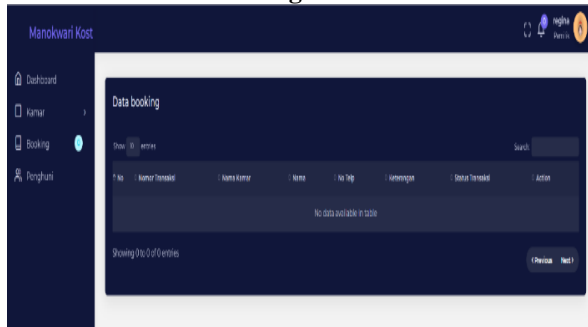 Manokwari Kost
regina
Dashboard
Kamar
Data booking
Booking
Show 10 entries
Search:
Penghuni
No Nomor Transaksi Nama Kamar Nama No Telp Keterangan Status Transaksi Action
No data available in table
Showing 0 to 0 of 0 entries
Previous Next